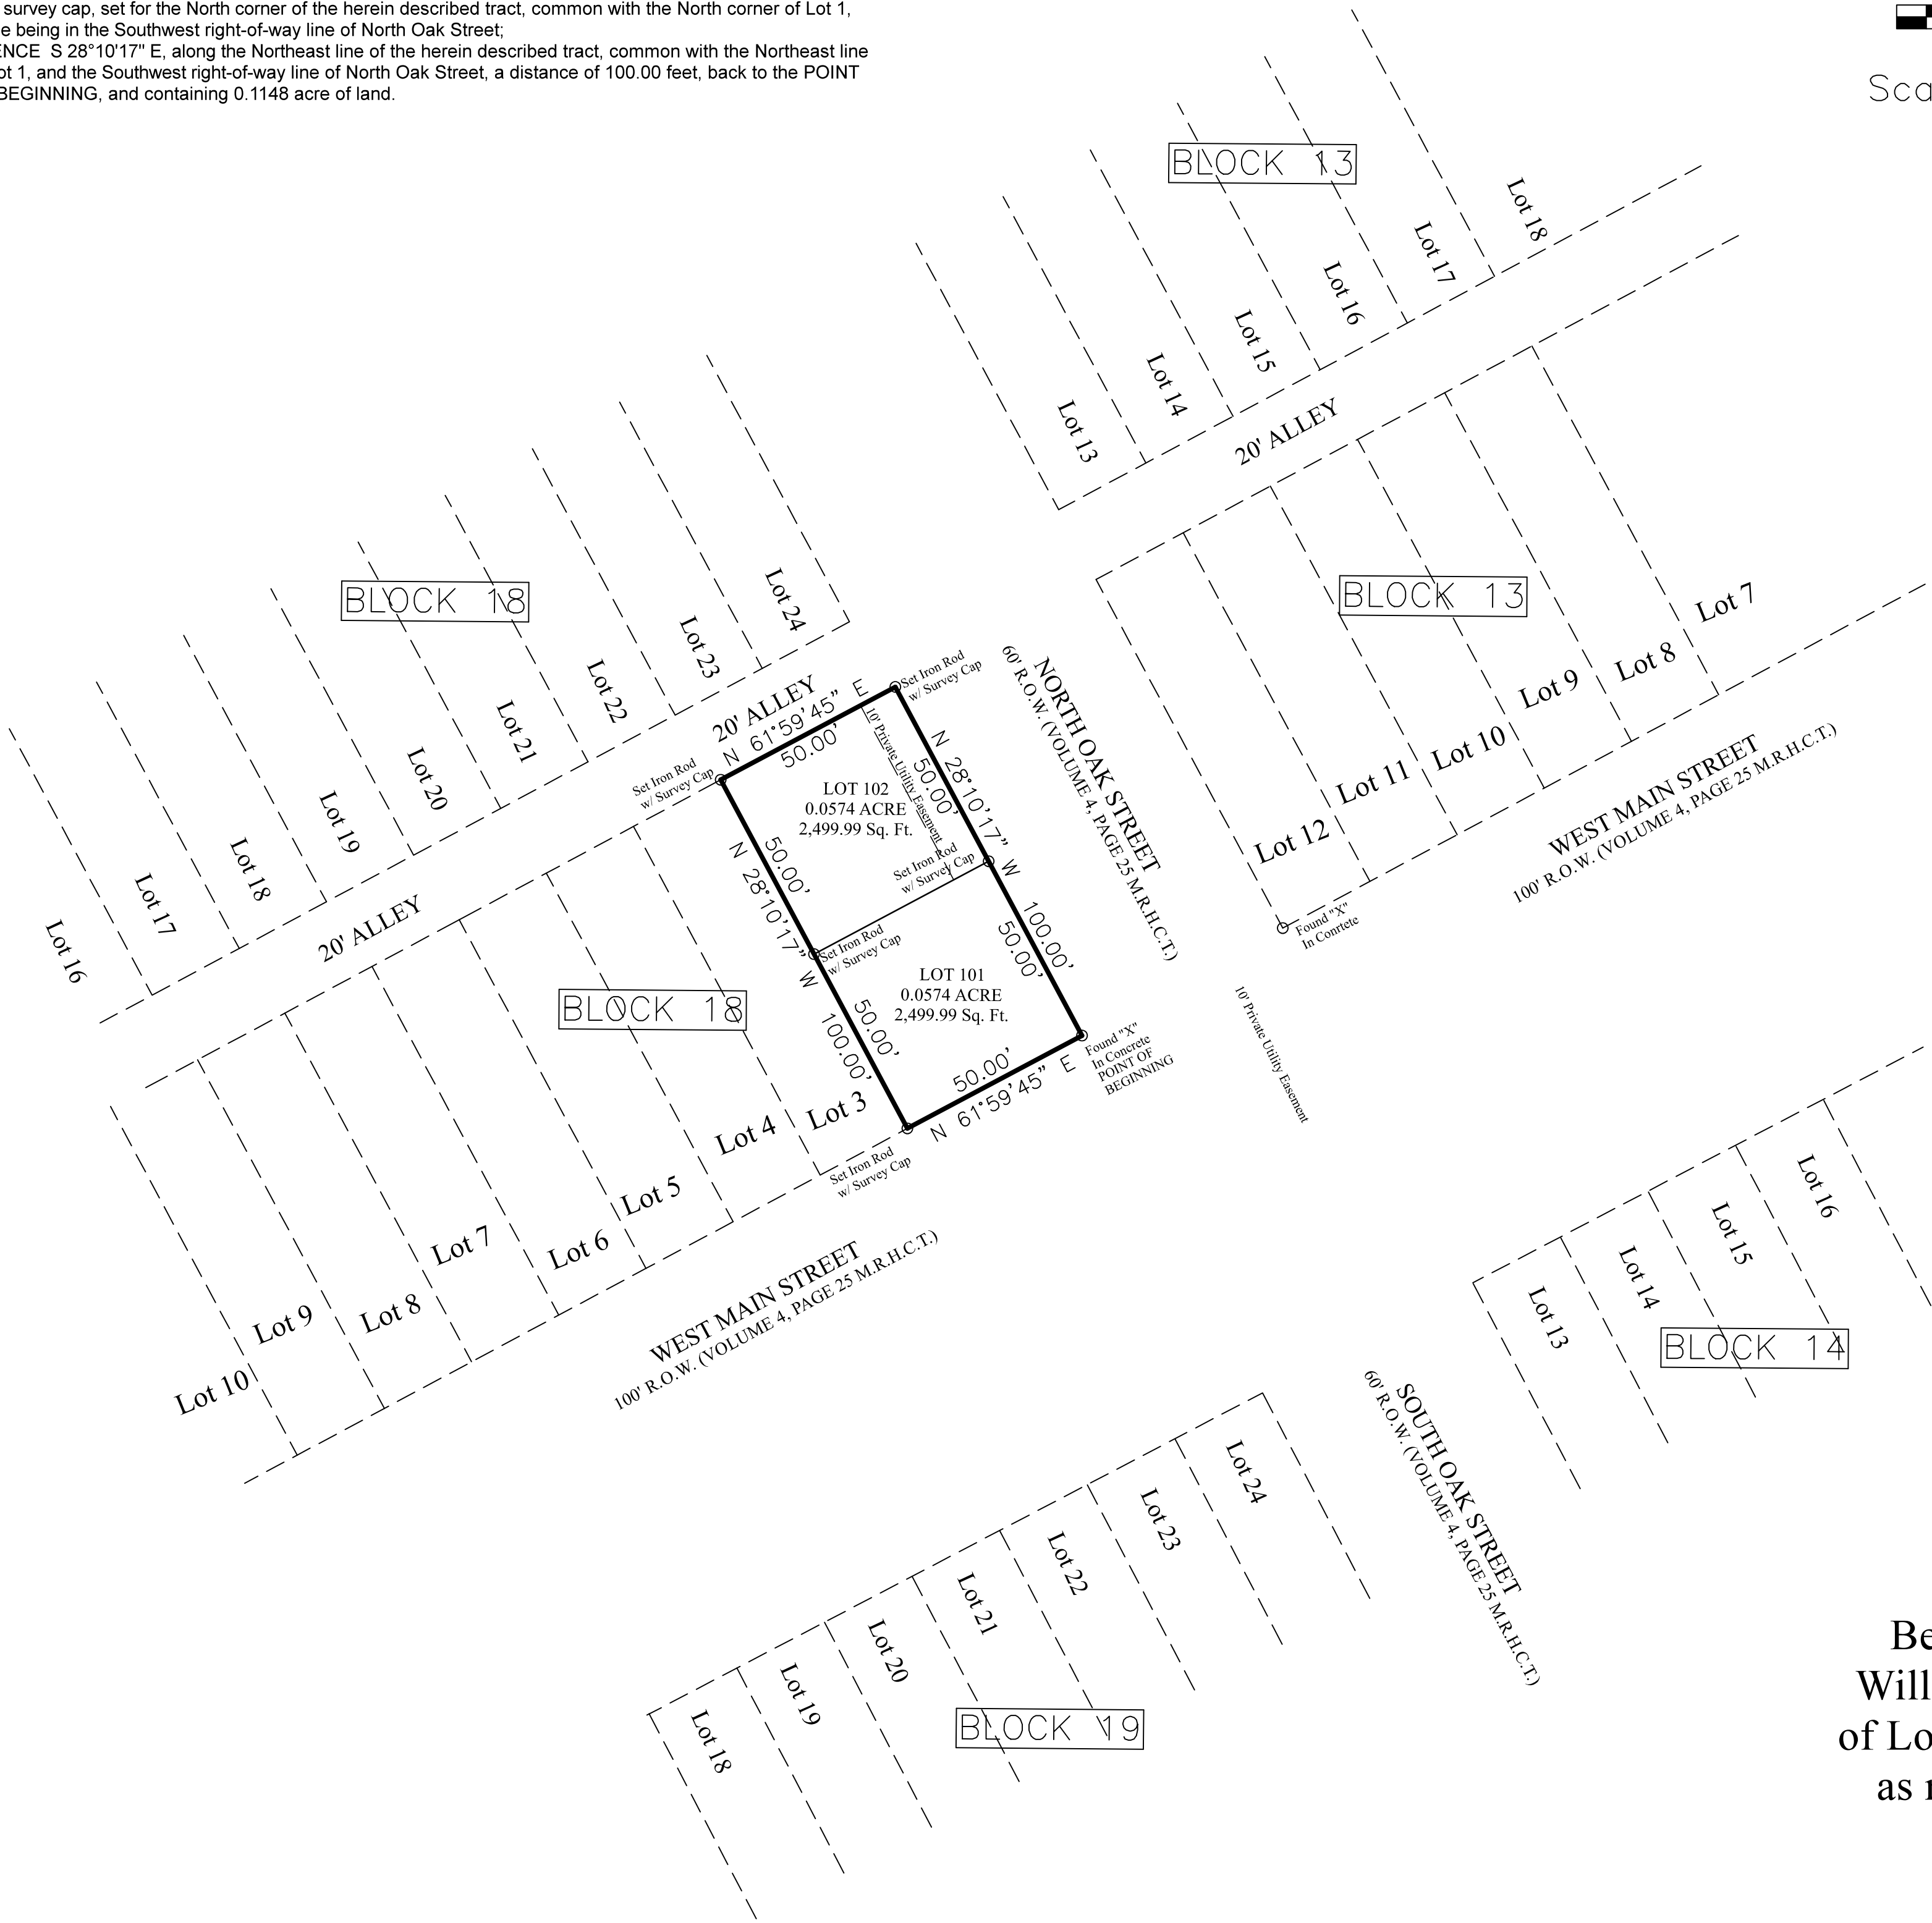 survey cap, set for the North corner of the herein described tract, common with the North corner of Lot 1,
e being in the Southwest right-of-way line of North Oak Street;
ENCE S 28°10'17" E, along the Northeast line of the herein described tract, common with the Northeast line
ot 1, and the Southwest right-of-way line of North Oak Street, a distance of 100.00 feet, back to the POINT
BEGINNING, and containing 0.1148 acre of land.
Sca
BLOCK 13
Lot 18
Lot 17
Lot 16
Lot 15
Lot 14
Lot 13
20' ALLEY
BLOCK 13
Lot 7
Lot 8
Lot 9
Lot 10
Lot 11
Lot 12
WEST MAIN STREET
100' R.O.W. (VOLUME 4, PAGE 25 M.R.H.C.T.)
Found "X"
In Conrtete
BLOCK 18
Lot 24
Lot 23
Lot 22
Lot 21
Lot 20
Lot 19
Lot 18
Lot 17
Lot 16
20' ALLEY
20' ALLEY
Set Iron Rod
w/ Survey Cap
N 61°59'45" E
50.00'
Set Iron Rod
w/ Survey Cap
NORTH OAK STREET
60' R.O.W. (VOLUME 4, PAGE 25 M.R.H.C.T.)
10' Private Utility Easement
LOT 102
0.0574 ACRE
2,499.99 Sq. Ft.
50.00'
N 28°10'17" W 100.00'
50.00'
N 28°10'17" W 100.00'
Set Iron Rod
w/ Survey Cap
Set Iron Rod
w/ Survey Cap
LOT 101
0.0574 ACRE
2,499.99 Sq. Ft.
50.00'
50.00'
50.00'
N 61°59'45" E
Found "X"
In Concrete
POINT OF
BEGINNING
10' Private Utility Easement
Set Iron Rod
w/ Survey Cap
BLOCK 18
Lot 3
Lot 4
Lot 5
Lot 6
Lot 7
Lot 8
Lot 9
Lot 10
WEST MAIN STREET
100' R.O.W. (VOLUME 4, PAGE 25 M.R.H.C.T.)
Lot 16
Lot 15
Lot 14
Lot 13
BLOCK 14
SOUTH OAK STREET
60' R.O.W. (VOLUME 4, PAGE 25 M.R.H.C.T.)
Lot 24
Lot 23
Lot 22
Lot 21
Lot 20
Lot 19
Lot 18
BLOCK 19
Be
Will
of Lo
as r